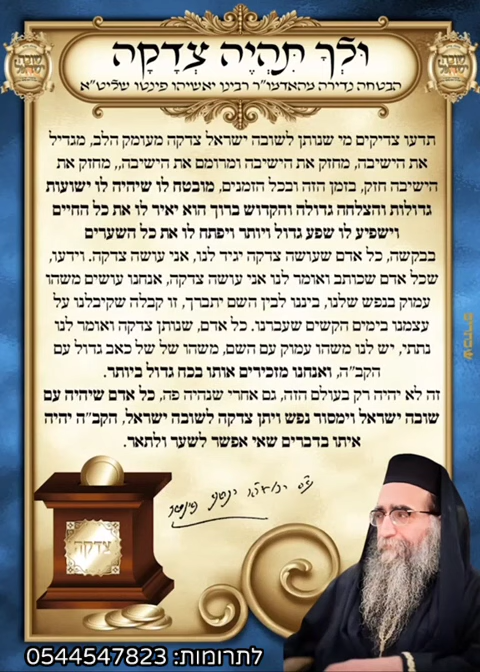 וּלְךָ תִּהְיֶה צְדָקָה
הבטחה נדירה מהאדמו"ר רבינו יאשיהו פינטו שליט"א
תדעו צדיקים מי שנותן לשובה ישראל צדקה מעומק הלב, מגדיל
את הישיבה, מחזק את הישיבה ומרומם את הישיבה,, מחזק את
הישיבה חזק, בזמן הזה ובכל הזמנים, מובטח לו שיהיה לו ישועות
גדולות והצלחה גדולה והקדוש ברוך הוא יאיר לו את כל החיים
וישפיע לו שפע גדול ויותר ויפתח לו את כל השערים
בבקשה, כל אדם שעושה צדקה יגיד לנו, אני עושה צדקה. וידעו,
שכל אדם שכותב ואומר לנו אני עושה צדקה, אנחנו עושים משהו
עמוק בנפש שלנו, ביננו לבין השם יתברך, זו קבלה שקיבלנו על
עצמנו בימים הקשים שעברנו. כל אדם, שנותן צדקה ואומר לנו
נתתי, יש לנו משהו עמוק עם השם, משהו של של כאב גדול עם
הקב"ה, ואנחנו מזכירים אותו בכח גדול ביותר.
זה לא יהיה רק בעולם הזה, גם אחרי שנהיה פה, כל אדם שיהיה עם
שובה ישראל וימסור נפש ויתן צדקה לשובה ישראל, הקב"ה יהיה
איתו בדברים שאי אפשר לשער ולתאר.
צדקה
לתרומות: 0544547823